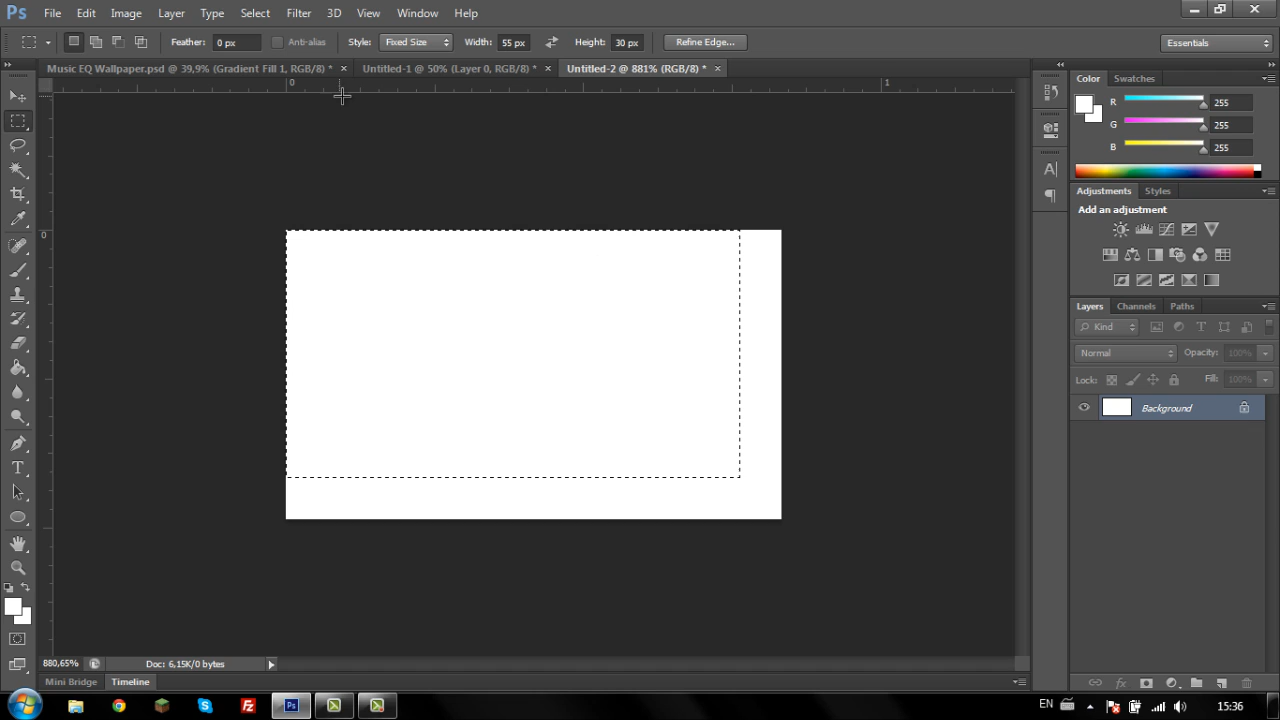 Ps File Edit Image Layer Type Select Filter 3D View Window Help
Feather: 0 px Anti-alias Style: Fixed Size Width: 55 px Height: 30 px Refine Edge... Essentials
Music EQ Wallpaper.psd @ 39,9% (Gradient Fill 1, RGB/8) * × Untitled-1 @ 50% (Layer 0, RGB/8) * × Untitled-2 @ 881% (RGB/8) * ×
0 1
0
Color Swatches
R 255
G 255
B 255
Adjustments Styles
Add an adjustment
Layers Channels Paths
Kind
Normal Opacity: 100%
Lock: Fill: 100%
Background
880,65% Doc: 6,15K/0 bytes
Mini Bridge Timeline
EN 15:36